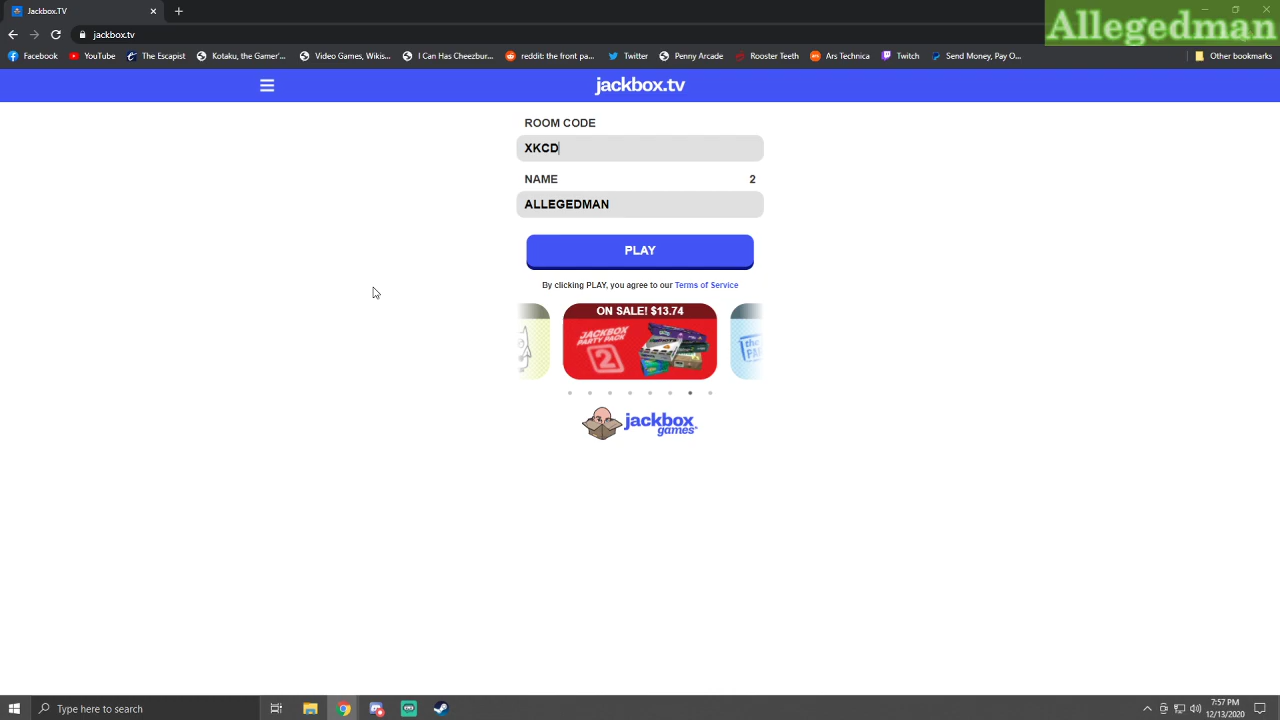 Jackbox.TV
Allegedman
jackbox.tv
Facebook YouTube The Escapist Kotaku, the Gamer'... Video Games, Wikis... I Can Has Cheezbur... reddit: the front pa... Twitter Penny Arcade Rooster Teeth Ars Technica Twitch Send Money, Pay O... Other bookmarks
jackbox.tv
ROOM CODE
XKCD
NAME 2
ALLEGEDMAN
PLAY
By clicking PLAY, you agree to our Terms of Service
ON SALE! $13.74
JACKBOX
PARTY PACK
2
jackbox
games
Type here to search
7:57 PM
12/13/2020